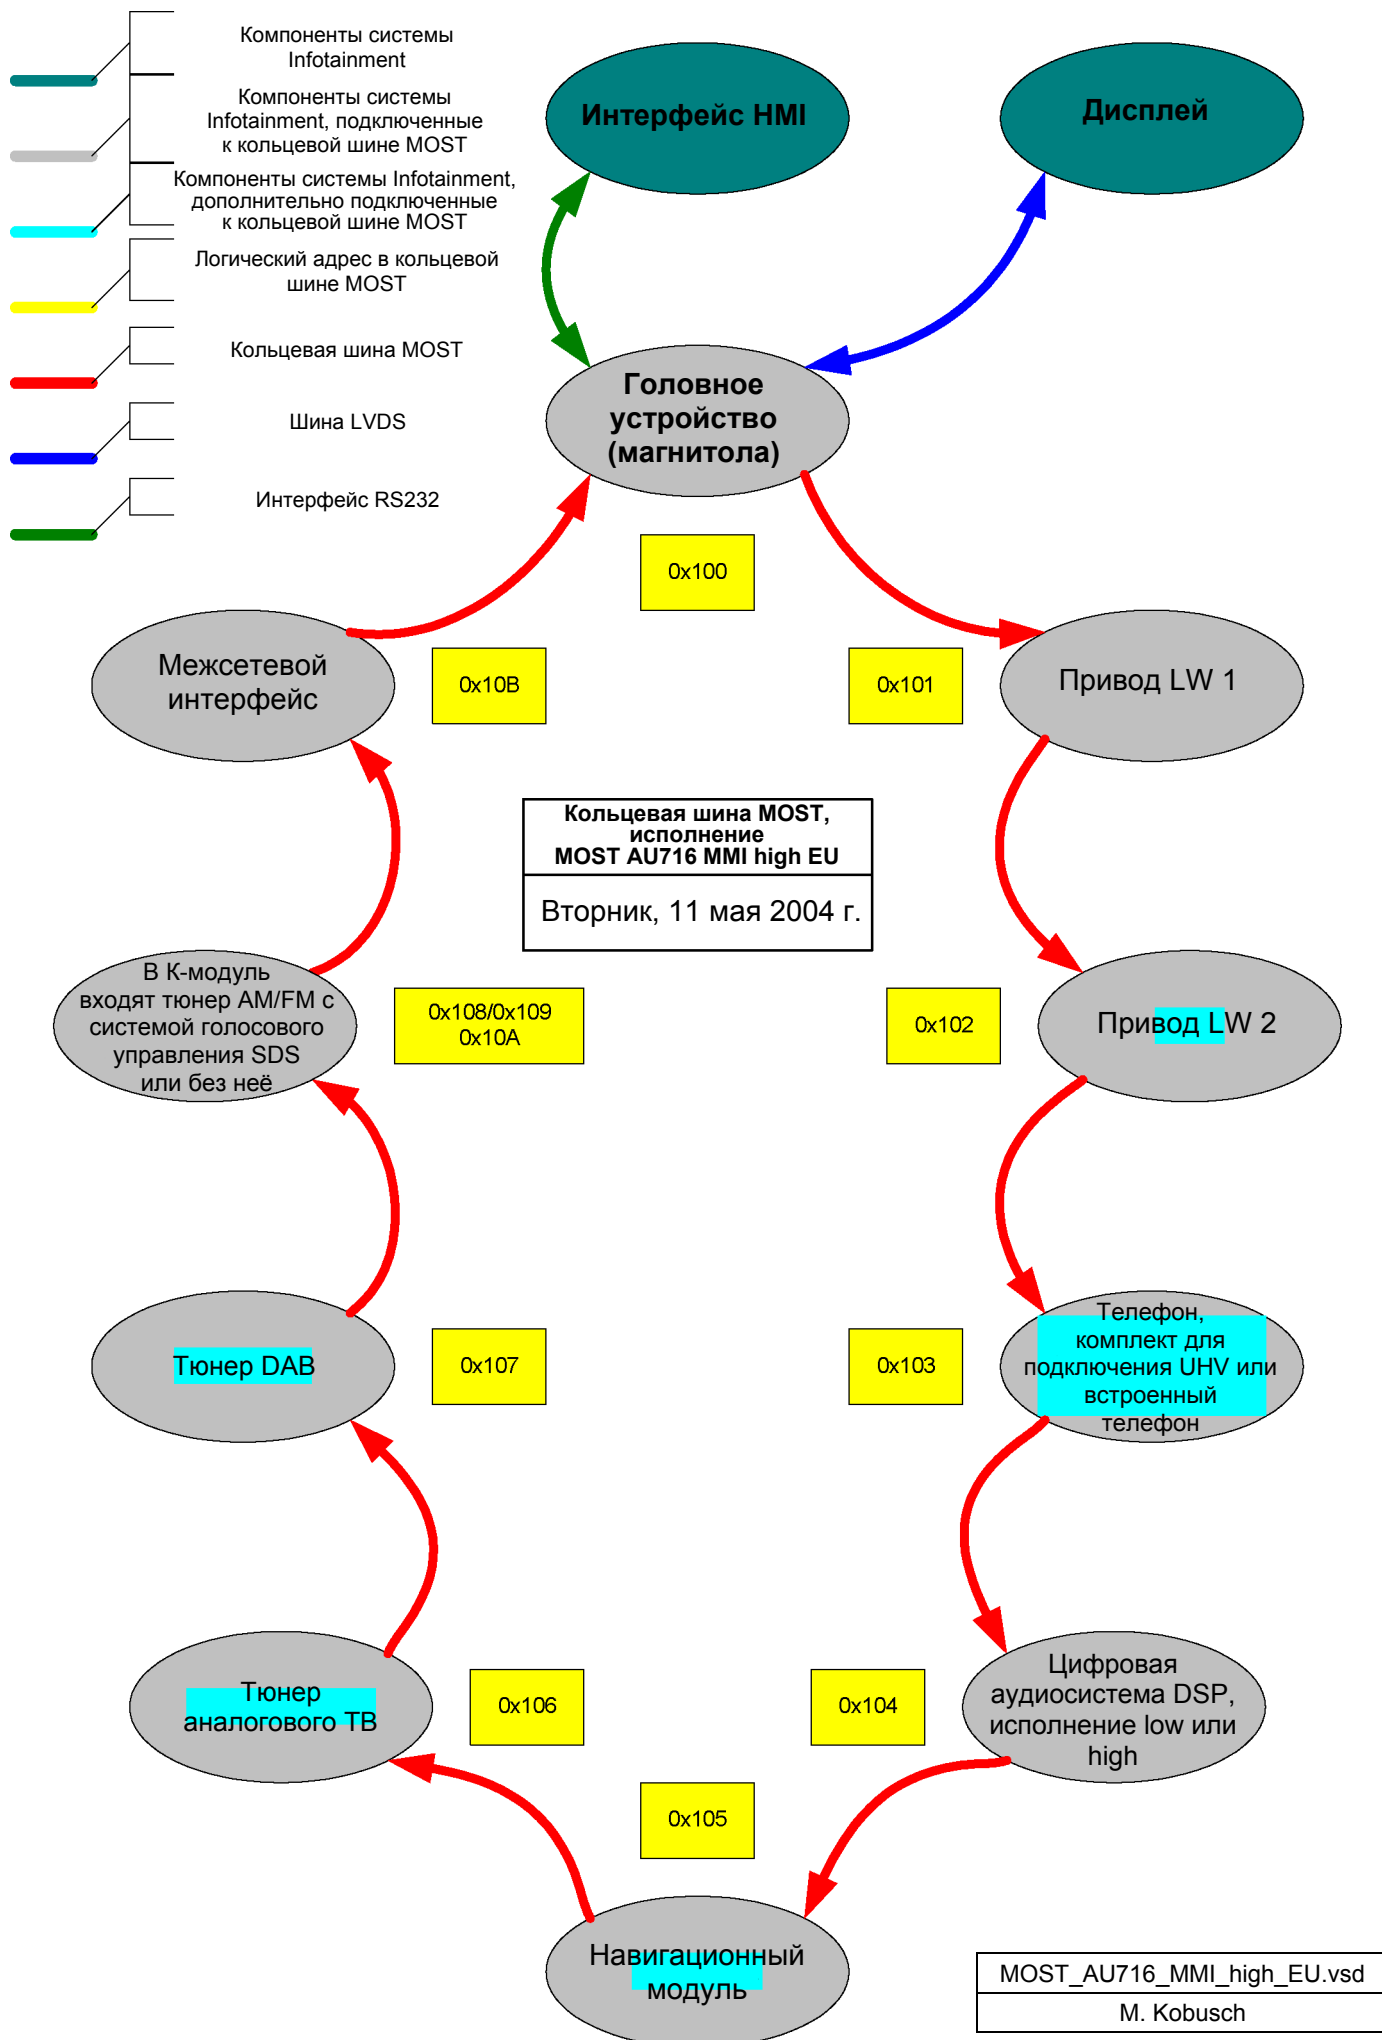 Компоненты системы
Infotainment
Компоненты системы
Infotainment, подключенные
к кольцевой шине MOST
Компоненты системы Infotainment,
дополнительно подключенные
к кольцевой шине MOST
Логический адрес в кольцевой
шине MOST
Кольцевая шина MOST
Шина LVDS
Интерфейс RS232
Интерфейс HMI
Дисплей
Головное
устройство
(магнитола)
0x100
Межсетевой
интерфейс
0x10B
0x101
Привод LW 1
Кольцевая шина MOST,
исполнение
MOST AU716 MMI high EU
Вторник, 11 мая 2004 г.
В К-модуль
входят тюнер AM/FM с
системой голосового
управления SDS
или без неё
0x108/0x109
0x10A
0x102
Привод LW 2
Тюнер DAB
0x107
0x103
Телефон,
комплект для
подключения UHV или
встроенный
телефон
Тюнер
аналогового ТВ
0x106
0x104
Цифровая
аудиосистема DSP,
исполнение low или
high
0x105
Навигационный
модуль
MOST_AU716_MMI_high_EU.vsd
M. Kobusch